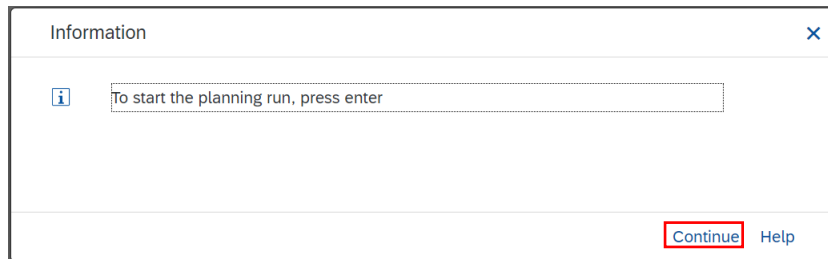 Information
To start the planning run, press enter
Continue Help